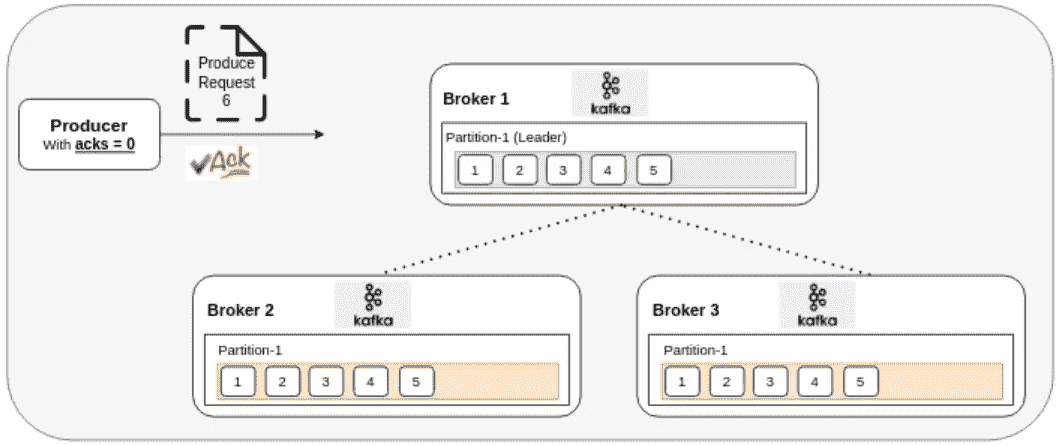 Produce
Request
6
Producer
With acks = 0
✔Ack
Broker 1
kafka
Partition-1 (Leader)
1 2 3 4 5
Broker 2
kafka
Partition-1
1 2 3 4 5
Broker 3
kafka
Partition-1
1 2 3 4 5